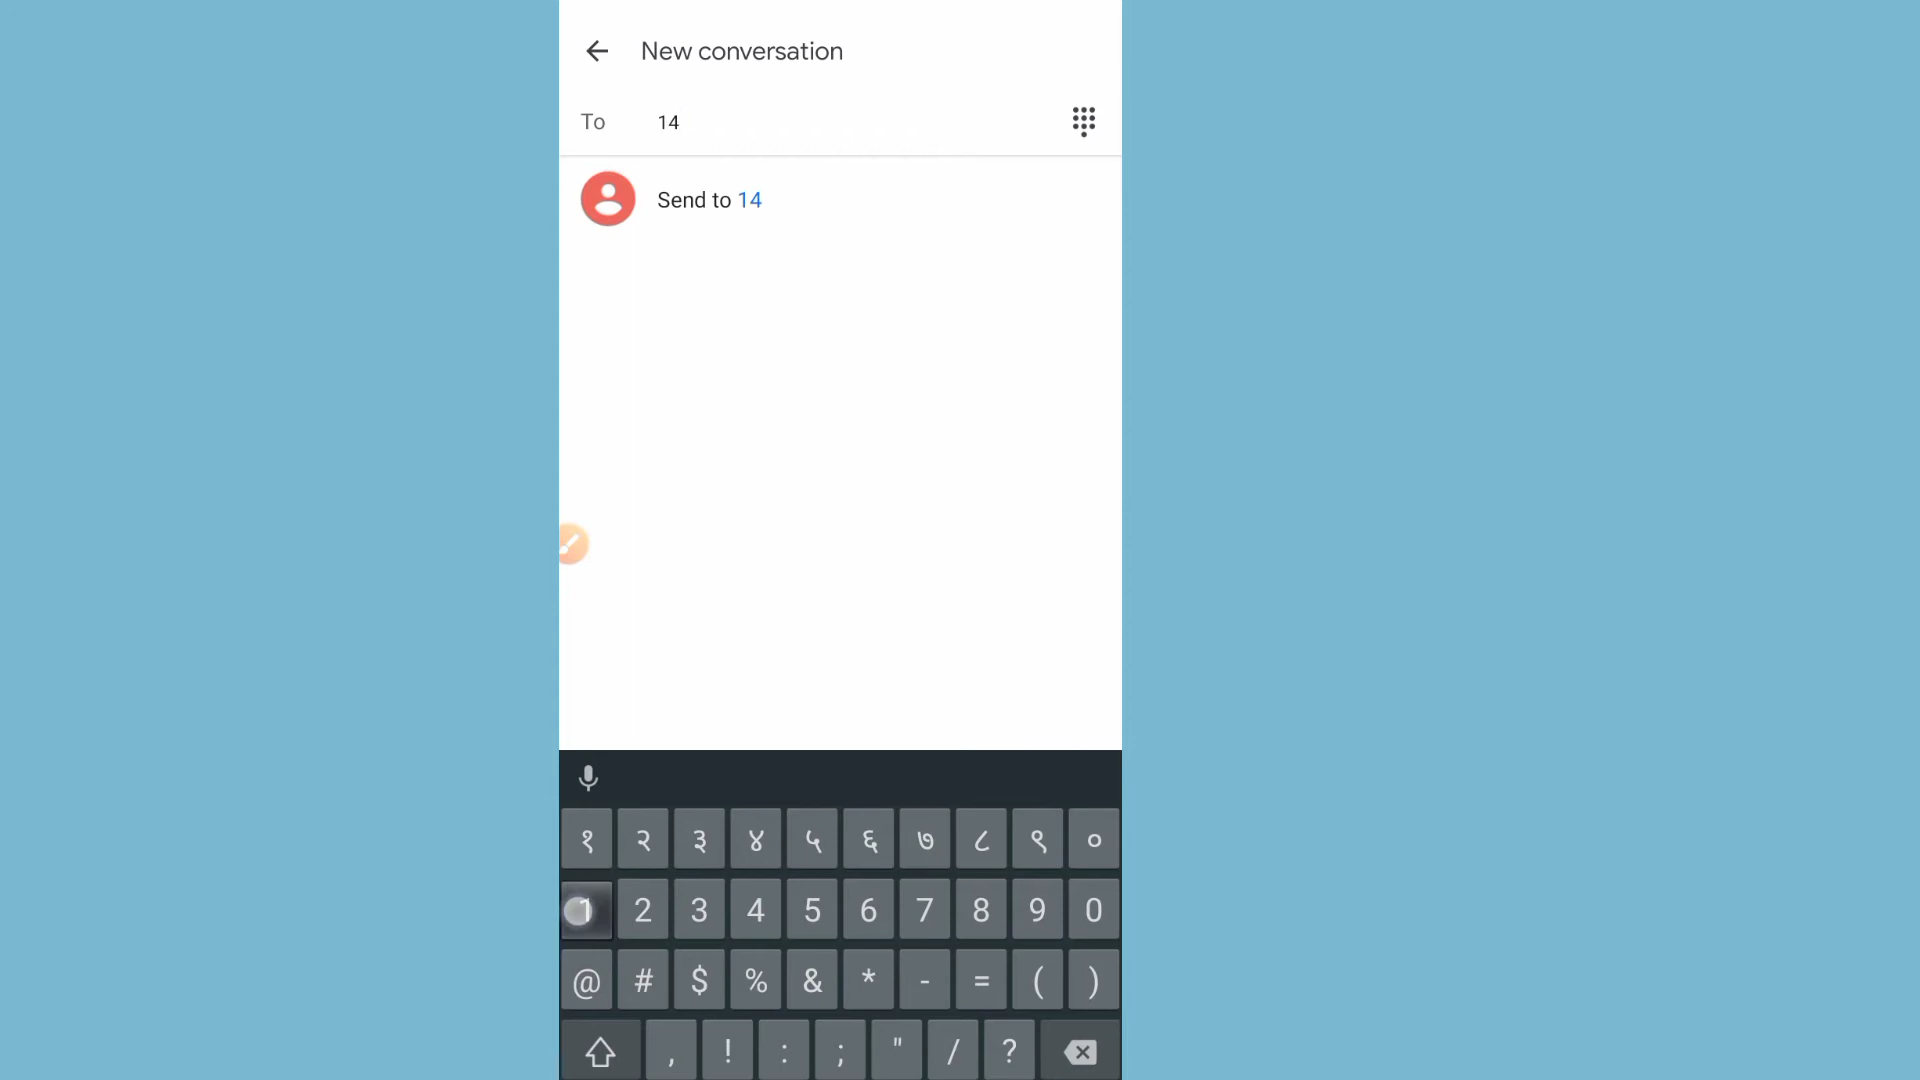 New conversation
To 14
Send to 14
१ २ ३ ४ ५ ६ ७ ८ ९ ०
1 2 3 4 5 6 7 8 9 0
@ # $ % & * - = ( )
, ! : ; " / ?